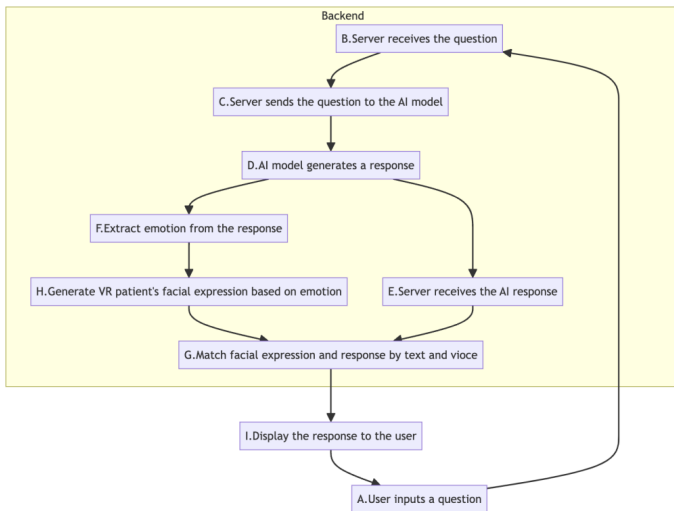 Backend
B.Server receives the question
C.Server sends the question to the AI model
D.AI model generates a response
F.Extract emotion from the response
H.Generate VR patient's facial expression based on emotion
E.Server receives the AI response
G.Match facial expression and response by text and vioce
I.Display the response to the user
A.User inputs a question